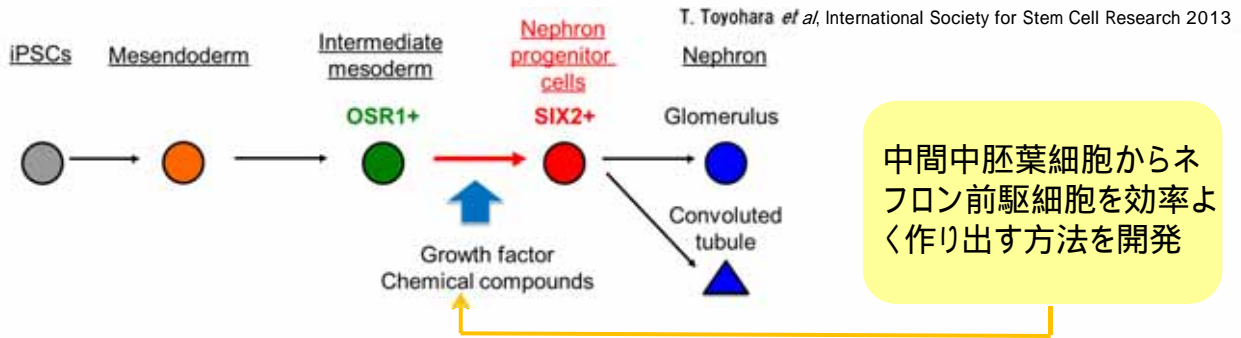 T. Toyohara et al, International Society for Stem Cell Research 2013
iPSCs
Mesendoderm
Intermediate
mesoderm
OSR1+
Nephron
progenitor
cells
SIX2+
Nephron
Glomerulus
Convoluted
tubule
Growth factor
Chemical compounds
中間中胚葉細胞からネ
フロン前駆細胞を効率よ
く作り出す方法を開発